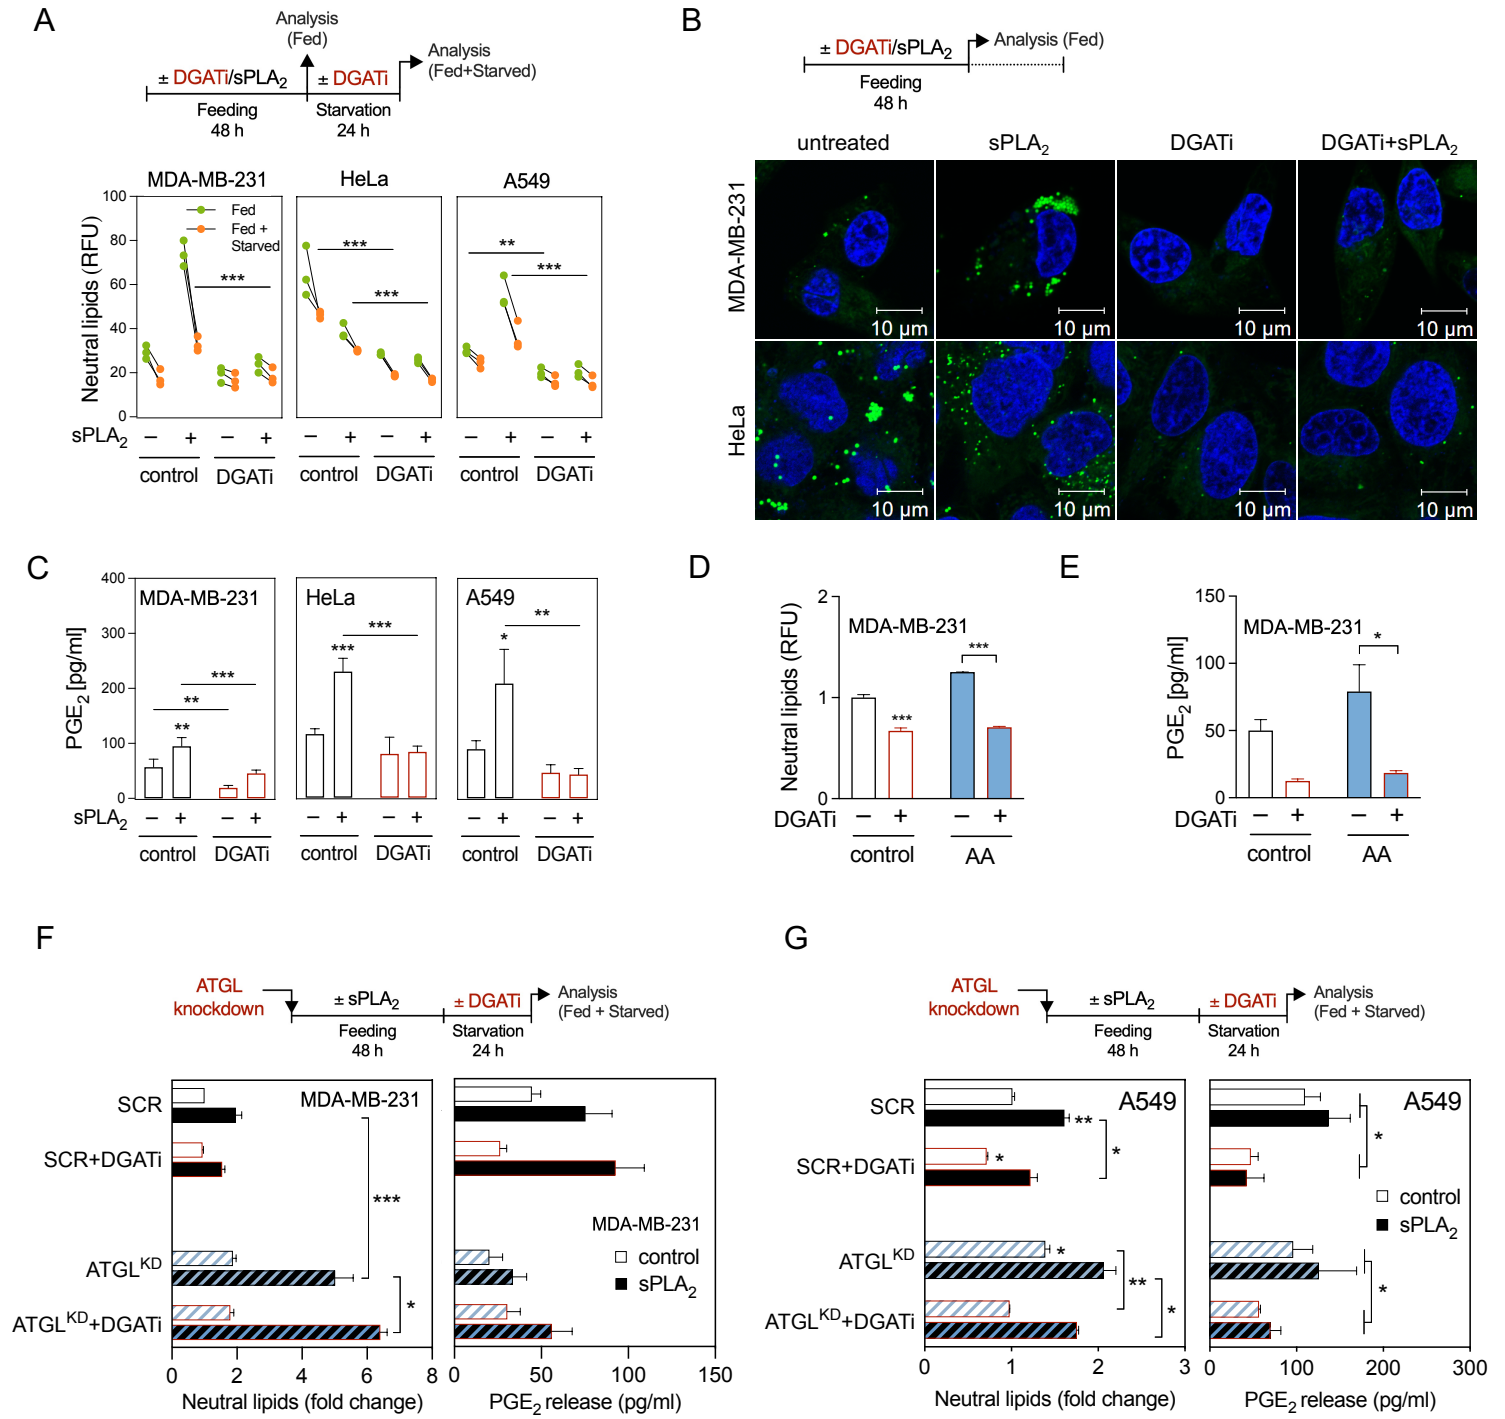 A
Analysis
(Fed)
± DGATi/sPLA2
± DGATi
Analysis
(Fed+Starved)
Feeding
48 h
Starvation
24 h
MDA-MB-231
HeLa
A549
Neutral lipids (RFU)
100
80
60
40
20
0
Fed
Fed +
Starved
***
***
***
**
***
sPLA2 − + − + − + − + − + − +
control DGATi control DGATi control DGATi
B
± DGATi/sPLA2
Analysis (Fed)
Feeding
48 h
untreated sPLA2 DGATi DGATi+sPLA2
MDA-MB-231
10 µm 10 µm 10 µm 10 µm
HeLa
10 µm 10 µm 10 µm 10 µm
C
PGE2 [pg/ml]
400
300
200
100
0
MDA-MB-231
HeLa
A549
***
**
**
***
***
**
*
sPLA2 − + − + − + − + − + − +
control DGATi control DGATi control DGATi
D
Neutral lipids (RFU)
2
1
0
MDA-MB-231
***
***
DGATi − + − +
control AA
E
PGE2 [pg/ml]
150
100
50
0
MDA-MB-231
*
DGATi − + − +
control AA
F
ATGL
knockdown
± sPLA2
± DGATi
Analysis
(Fed + Starved)
Feeding
48 h
Starvation
24 h
SCR
SCR+DGATi
ATGLKD
ATGLKD+DGATi
MDA-MB-231
***
*
0 2 4 6 8
Neutral lipids (fold change)
MDA-MB-231
control
sPLA2
0 50 100 150
PGE2 release (pg/ml)
G
ATGL
knockdown
± sPLA2
± DGATi
Analysis
(Fed + Starved)
Feeding
48 h
Starvation
24 h
SCR
SCR+DGATi
ATGLKD
ATGLKD+DGATi
A549
**
*
*
*
**
*
0 1 2 3
Neutral lipids (fold change)
A549
*
control
sPLA2
*
0 100 200 300
PGE2 release (pg/ml)